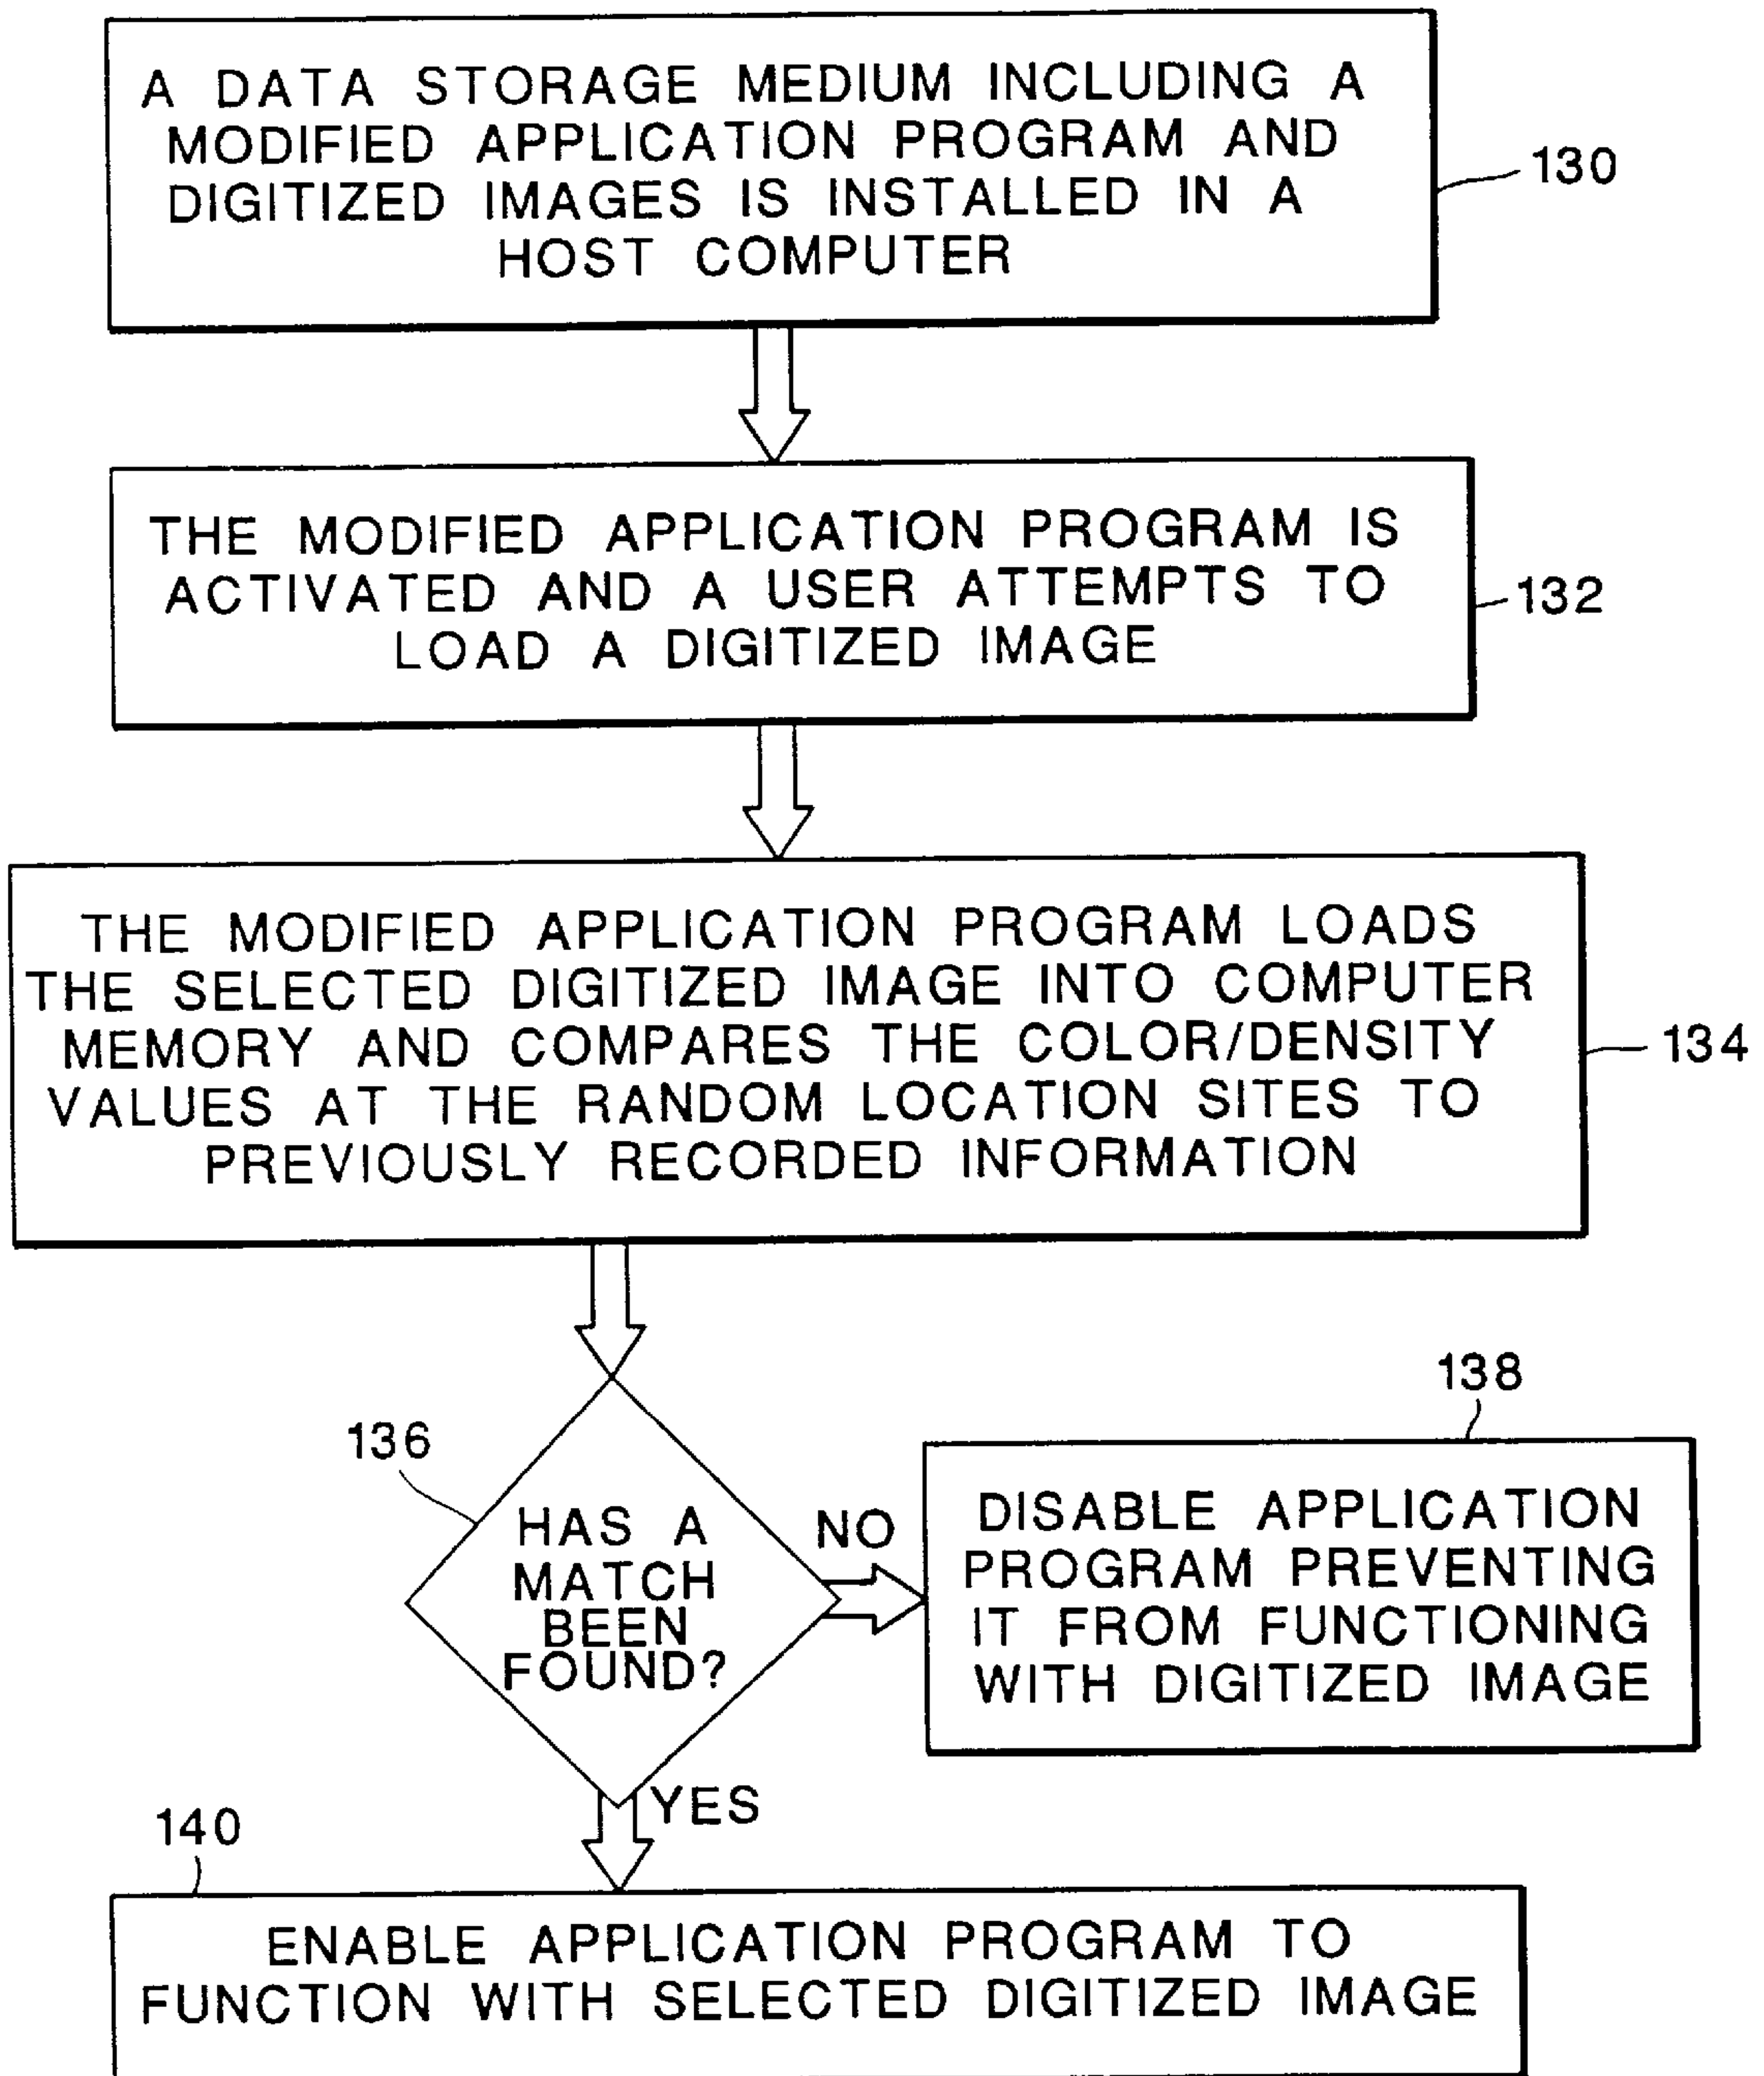 A DATA STORAGE MEDIUM INCLUDING A
MODIFIED APPLICATION PROGRAM AND
DIGITIZED IMAGES IS INSTALLED IN A
HOST COMPUTER
130
THE MODIFIED APPLICATION PROGRAM IS
ACTIVATED AND A USER ATTEMPTS TO
LOAD A DIGITIZED IMAGE
132
THE MODIFIED APPLICATION PROGRAM LOADS
THE SELECTED DIGITIZED IMAGE INTO COMPUTER
MEMORY AND COMPARES THE COLOR/DENSITY
VALUES AT THE RANDOM LOCATION SITES TO
PREVIOUSLY RECORDED INFORMATION
134
136
HAS A
MATCH
BEEN
FOUND?
NO
138
DISABLE APPLICATION
PROGRAM PREVENTING
IT FROM FUNCTIONING
WITH DIGITIZED IMAGE
YES
140
ENABLE APPLICATION PROGRAM TO
FUNCTION WITH SELECTED DIGITIZED IMAGE